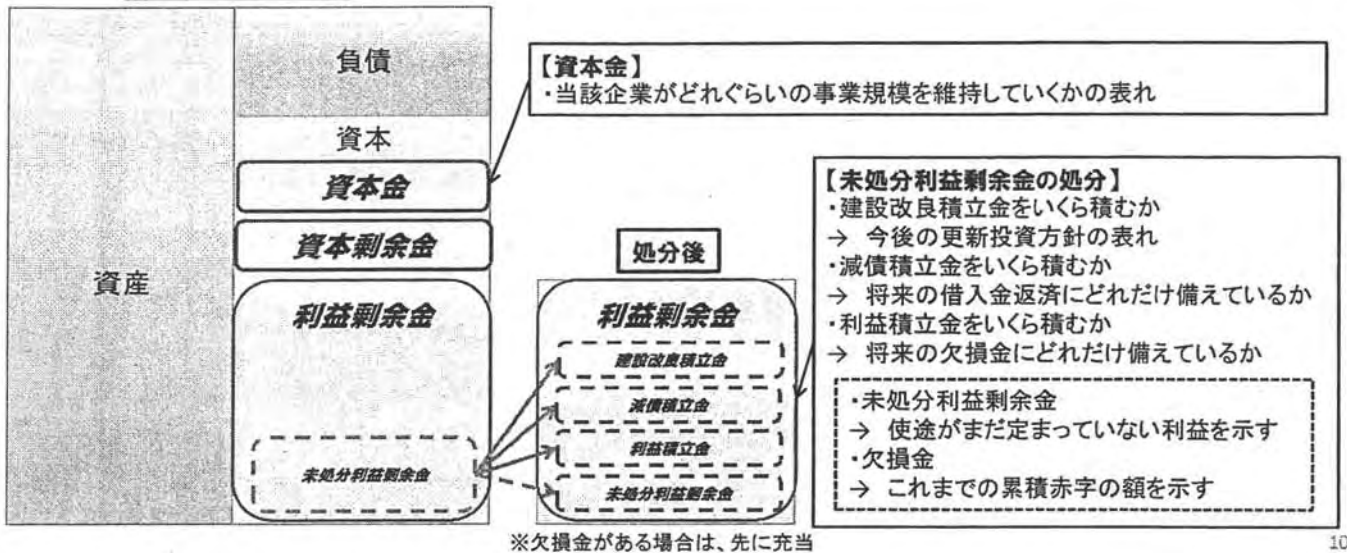 負債
資本
資本金
資本剰余金
資産
利益剰余金
未処分利益剰余金
処分後
利益剰余金
建設改良積立金
減債積立金
利益積立金
未処分利益剰余金
※欠損金がある場合は、先に充当
【資本金】
・当該企業がどれぐらいの事業規模を維持していくかの表れ
【未処分利益剰余金の処分】
・建設改良積立金をいくら積むか
→ 今後の更新投資方針の表れ
・減債積立金をいくら積むか
→ 将来の借入金返済にどれだけ備えているか
・利益積立金をいくら積むか
→ 将来の欠損金にどれだけ備えているか
・未処分利益剰余金
→ 使途がまだ定まっていない利益を示す
・欠損金
→ これまでの累積赤字の額を示す
10